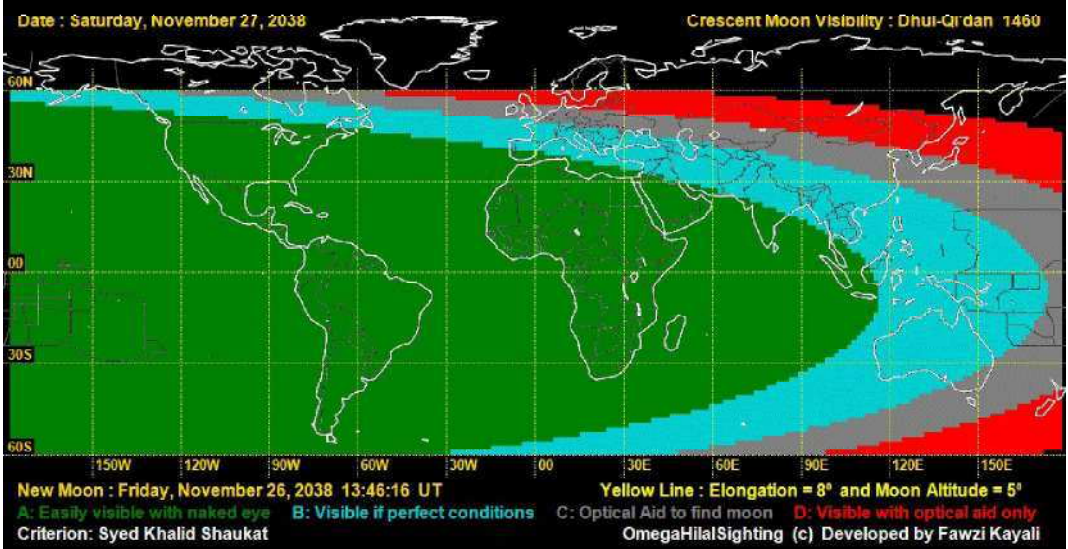 Date : Saturday, November 27, 2038
Crescent Moon Visibility : Dhul-Qi'dah 1460
60N
30N
00
30S
60S
150W 120W 90W 60W 30W 00 30E 60E 90E 120E 150E
New Moon : Friday, November 26, 2038 13:46:16 UT
Yellow Line : Elongation = 8° and Moon Altitude = 5°
A: Easily visible with naked eye B: Visible if perfect conditions C: Optical Aid to find moon D: Visible with optical aid only
Criterion: Syed Khalid Shaukat
OmegaHilalSighting (c) Developed by Fawzi Kayali